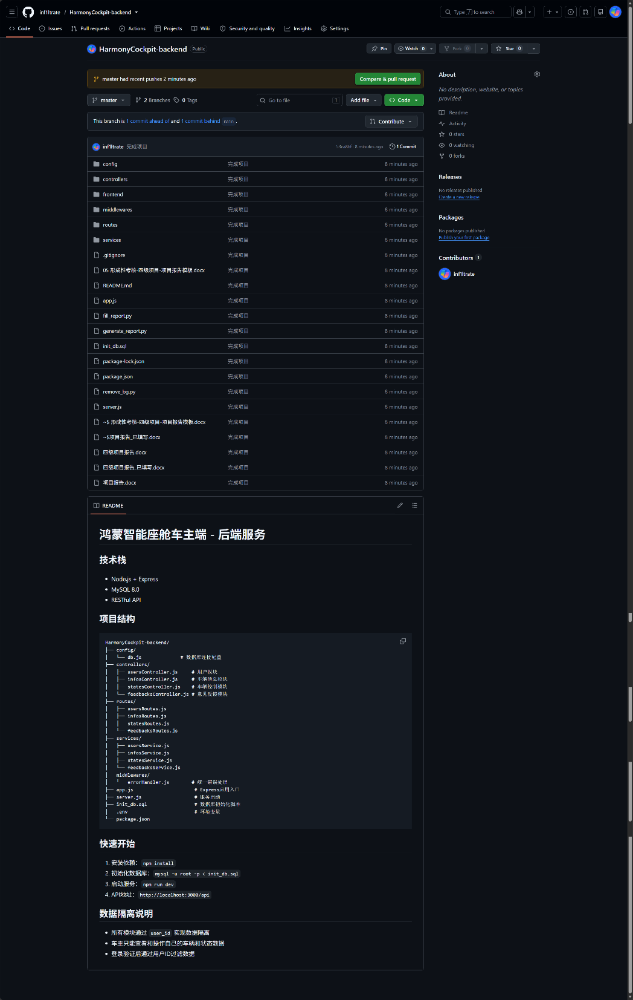 inf1ltrate / HarmonyCockpit-backend
Type / to search
Code Issues Pull requests Actions Projects Wiki Security and quality Insights Settings
HarmonyCockpit-backend Public
Pin Watch 0 Fork 0 Star 0
master had recent pushes 2 minutes ago
Compare & pull request
master 2 Branches 0 Tags
Go to file T
Add file
Code
This branch is 1 commit ahead of and 1 commit behind main .
Contribute
inf1ltrate 完成项目 53ca86f · 8 minutes ago 1 Commit
config 完成项目 8 minutes ago
controllers 完成项目 8 minutes ago
frontend 完成项目 8 minutes ago
middlewares 完成项目 8 minutes ago
routes 完成项目 8 minutes ago
services 完成项目 8 minutes ago
.gitignore 完成项目 8 minutes ago
05 形成性考核-四级项目-项目报告模板.docx 完成项目 8 minutes ago
README.md 完成项目 8 minutes ago
app.js 完成项目 8 minutes ago
fill_report.py 完成项目 8 minutes ago
generate_report.py 完成项目 8 minutes ago
init_db.sql 完成项目 8 minutes ago
package-lock.json 完成项目 8 minutes ago
package.json 完成项目 8 minutes ago
remove_bg.py 完成项目 8 minutes ago
server.js 完成项目 8 minutes ago
~$ 形成性考核-四级项目-项目报告模板.docx 完成项目 8 minutes ago
~$项目报告_已填写.docx 完成项目 8 minutes ago
四级项目报告.docx 完成项目 8 minutes ago
四级项目报告_已填写.docx 完成项目 8 minutes ago
项目报告.docx 完成项目 8 minutes ago
About
No description, website, or topics
provided.
Readme
Activity
0 stars
0 watching
0 forks
Releases
No releases published
Create a new release
Packages
No packages published
Publish your first package
Contributors 1
inf1ltrate
README
鸿蒙智能座舱车主端 - 后端服务
技术栈
• Node.js + Express
• MySQL 8.0
• RESTful API
项目结构
HarmonyCockpit-backend/
├── config/
│   └── db.js # 数据库连接配置
├── controllers/
│   ├── usersController.js # 用户模块
│   ├── infosController.js # 车辆信息模块
│   ├── statesController.js # 车辆控制模块
│   └── feedbacksController.js # 意见反馈模块
├── routes/
│   ├── usersRoutes.js
│   ├── infosRoutes.js
│   ├── statesRoutes.js
│   └── feedbacksRoutes.js
├── services/
│   ├── usersService.js
│   ├── infosService.js
│   ├── statesService.js
│   └── feedbacksService.js
├── middlewares/
│   └── errorHandler.js # 统一错误处理
├── app.js # Express应用入口
├── server.js # 服务启动
├── init_db.sql # 数据库初始化脚本
├── .env # 环境变量
└── package.json
快速开始
1. 安装依赖： npm install
2. 初始化数据库： mysql -u root -p < init_db.sql
3. 启动服务： npm run dev
4. API地址： http://localhost:3000/api
数据隔离说明
• 所有模块通过 user_id 实现数据隔离
• 车主只能查看和操作自己的车辆和状态数据
• 登录验证后通过用户ID过滤数据